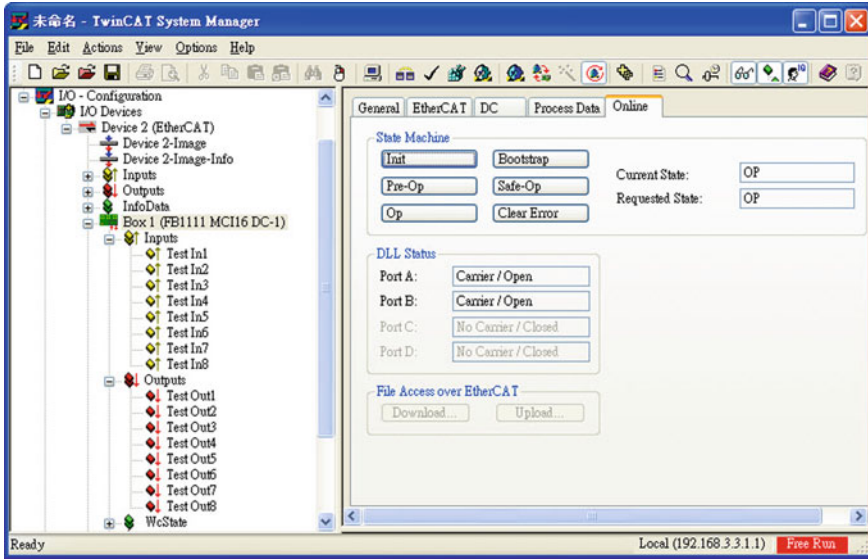 未命名 - TwinCAT System Manager
File Edit Actions View Options Help
I/O - Configuration
I/O Devices
Device 2 (EtherCAT)
Device 2-Image
Device 2-Image-Info
Inputs
Outputs
InfoData
Box 1 (FB1111 MCI16 DC-1)
Inputs
Test In1
Test In2
Test In3
Test In4
Test In5
Test In6
Test In7
Test In8
Outputs
Test Out1
Test Out2
Test Out3
Test Out4
Test Out5
Test Out6
Test Out7
Test Out8
WcState
General EtherCAT DC Process Data Online
State Machine
Init Bootstrap
Pre-Op Safe-Op
Op Clear Error
Current State: OP
Requested State: OP
DLL Status
Port A: Carrier / Open
Port B: Carrier / Open
Port C: No Carrier / Closed
Port D: No Carrier / Closed
File Access over EtherCAT
Download... Upload...
Ready Local (192.168.3.3.1.1) Free Run